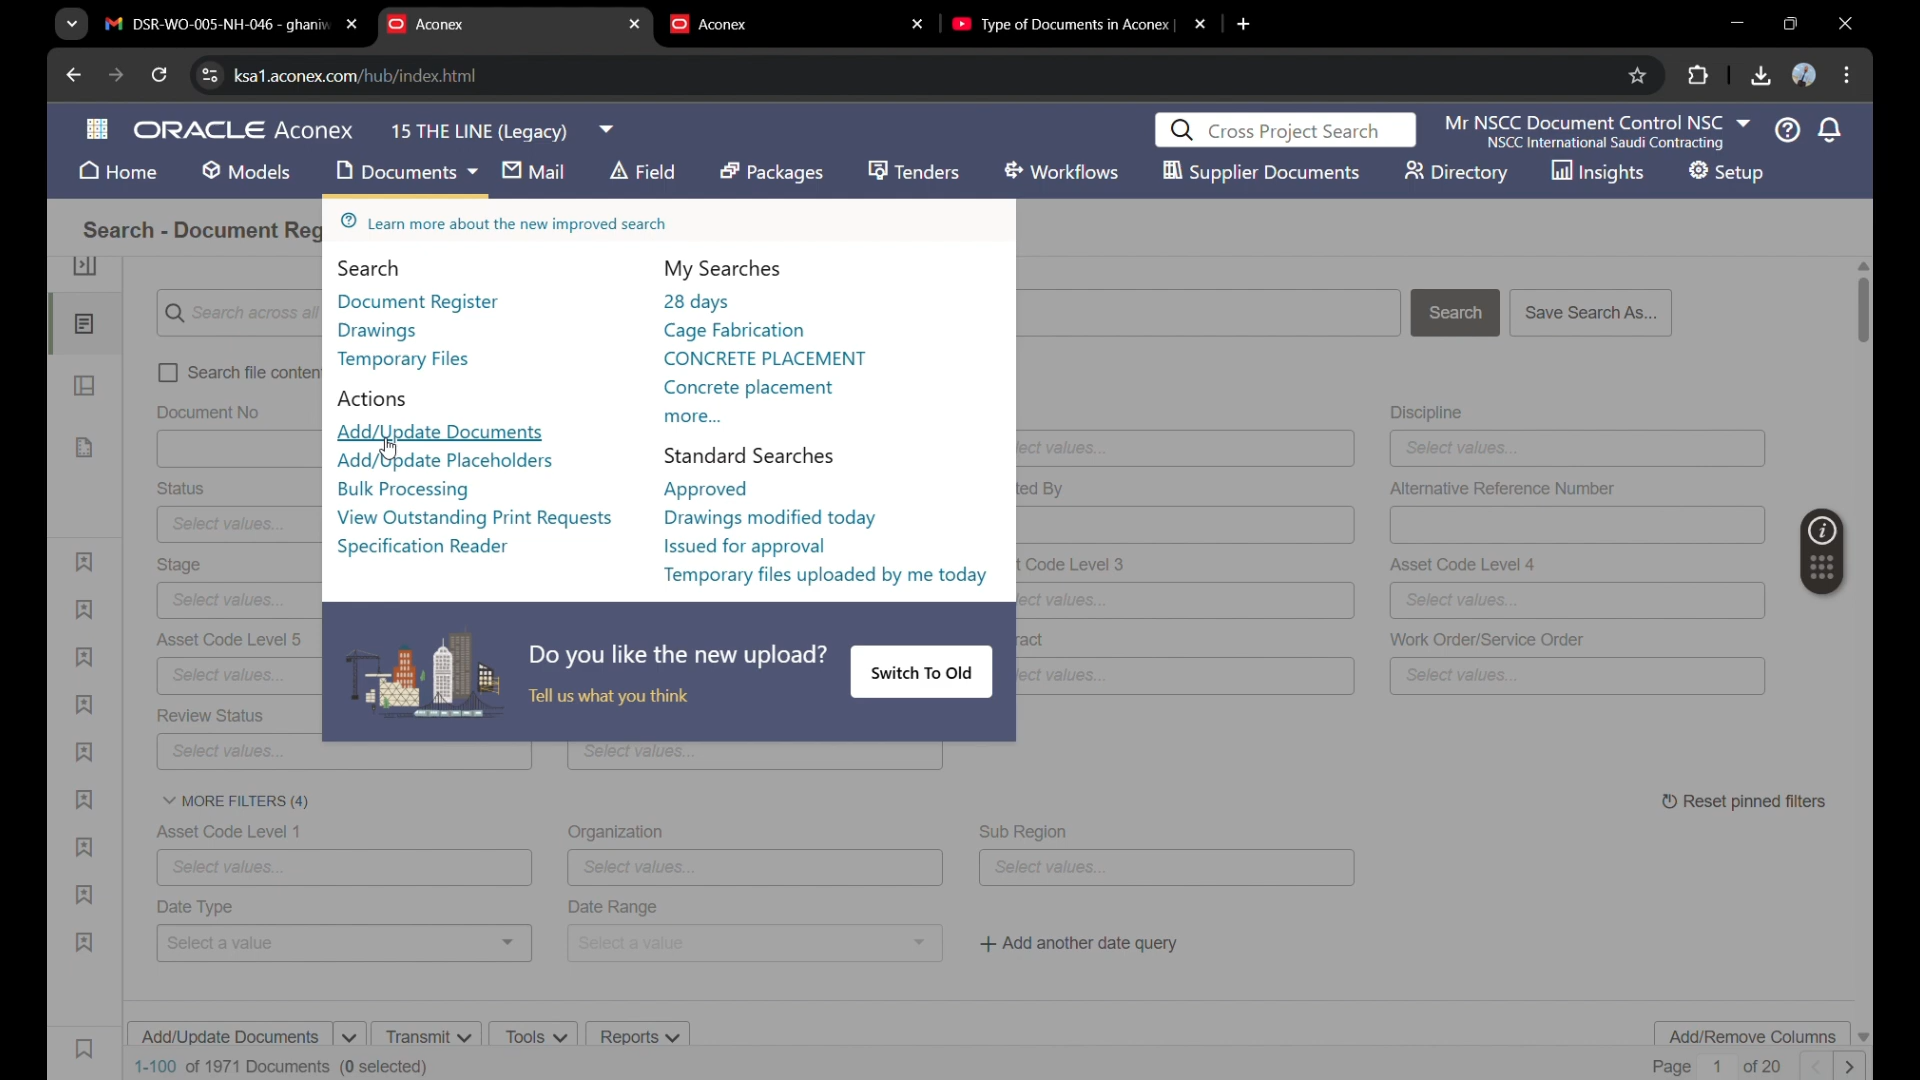 DSR-WO-005-NH-046 - ghaniw
Aconex
Aconex
Type of Documents in Aconex |
ksa1.aconex.com/hub/index.html
ORACLE Aconex
15 THE LINE (Legacy)
Cross Project Search
Mr NSCC Document Control NSC
NSCC International Saudi Contracting
Home
Models
Documents
Mail
Field
Packages
Tenders
Workflows
Supplier Documents
Directory
Insights
Setup
Search - Document Reg
Learn more about the new improved search
Search
Document Register
Drawings
Temporary Files
Actions
Add/Update Documents
Add/Update Placeholders
Bulk Processing
View Outstanding Print Requests
Specification Reader
My Searches
28 days
Cage Fabrication
CONCRETE PLACEMENT
Concrete placement
more...
Standard Searches
Approved
Drawings modified today
Issued for approval
Temporary files uploaded by me today
Do you like the new upload?
Tell us what you think
Switch To Old
Search across all
Search
Save Search As...
Search file conten
Document No
Discipline
ect values...
Select values...
Status
ted By
Alternative Reference Number
Select values...
Stage
t Code Level 3
Asset Code Level 4
Select values...
ect values...
Select values...
Asset Code Level 5
ract
Work Order/Service Order
Select values...
ect values...
Select values...
Review Status
Select values...
Select values...
MORE FILTERS (4)
Reset pinned filters
Asset Code Level 1
Organization
Sub Region
Select values...
Select values...
Select values...
Date Type
Date Range
Select a value
Select a value
Add another date query
Add/Update Documents
Transmit
Tools
Reports
Add/Remove Columns
1-100 of 1971 Documents (0 selected)
Page 1 of 20